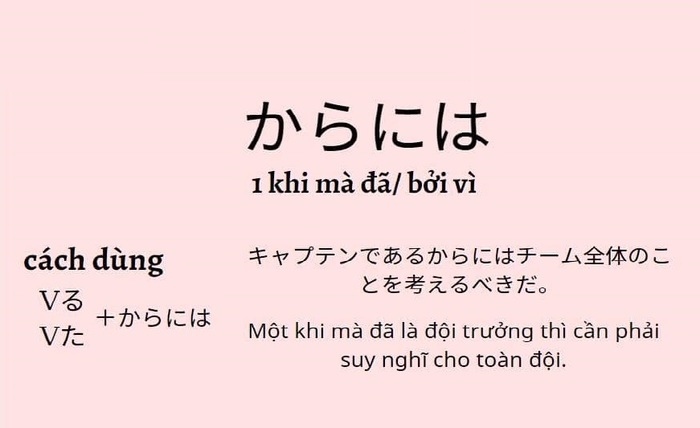 からには
1 khi mà đã/ bởi vì
cách dùng
Vる
Vた
＋からには
キャプテンであるからにはチーム全体のこ
とを考えるべきだ。
Một khi mà đã là đội trưởng thì cần phải
suy nghĩ cho toàn đội.